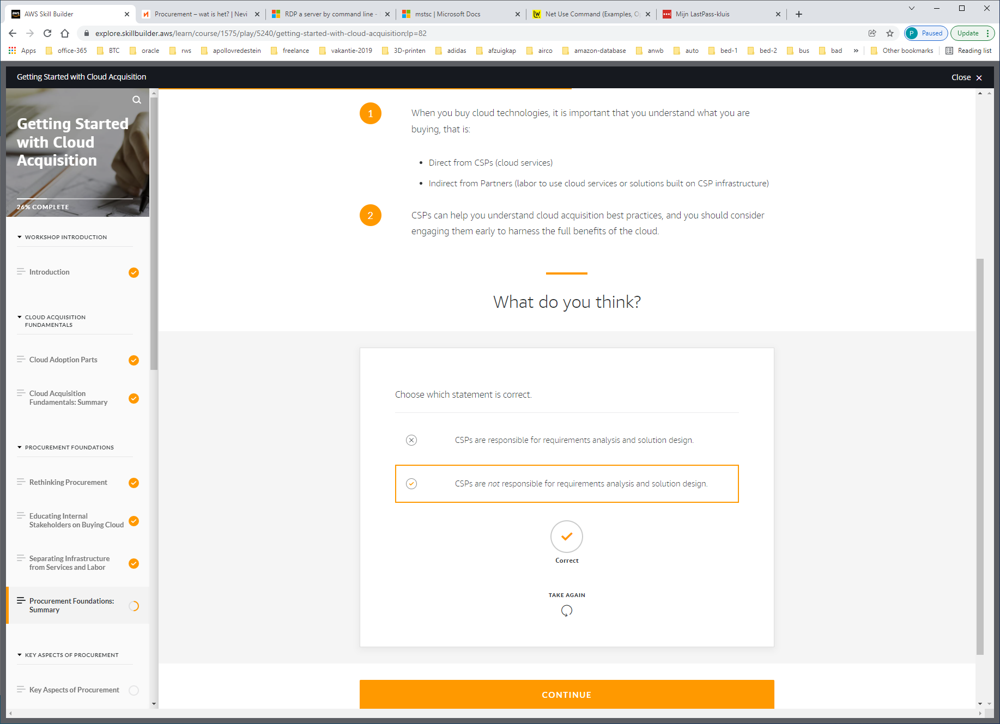 AWS Skill Builder
Procurement – wat is het? | Nevi
RDP a server by command line -
mstsc | Microsoft Docs
Net Use Command (Examples, O
Mijn LastPass-kluis
explore.skillbuilder.aws/learn/course/1575/play/5240/getting-started-with-cloud-acquisition;lp=82
P Paused
Update
Apps office-365 BTC oracle rws apollovredestein freelance vakantie-2019 3D-printen adidas afzuigkap airco amazon-database anwb auto bed-1 bed-2 bus bad » Other bookmarks Reading list
Getting Started with Cloud Acquisition
Close
Getting Started
with Cloud
Acquisition
26% COMPLETE
WORKSHOP INTRODUCTION
Introduction
CLOUD ACQUISITION
FUNDAMENTALS
Cloud Adoption Parts
Cloud Acquisition
Fundamentals: Summary
PROCUREMENT FOUNDATIONS
Rethinking Procurement
Educating Internal
Stakeholders on Buying Cloud
Separating Infrastructure
from Services and Labor
Procurement Foundations:
Summary
KEY ASPECTS OF PROCUREMENT
Key Aspects of Procurement
1 When you buy cloud technologies, it is important that you understand what you are
buying, that is:
• Direct from CSPs (cloud services)
• Indirect from Partners (labor to use cloud services or solutions built on CSP infrastructure)
2 CSPs can help you understand cloud acquisition best practices, and you should consider
engaging them early to harness the full benefits of the cloud.
What do you think?
Choose which statement is correct.
CSPs are responsible for requirements analysis and solution design.
CSPs are not responsible for requirements analysis and solution design.
Correct
TAKE AGAIN
CONTINUE